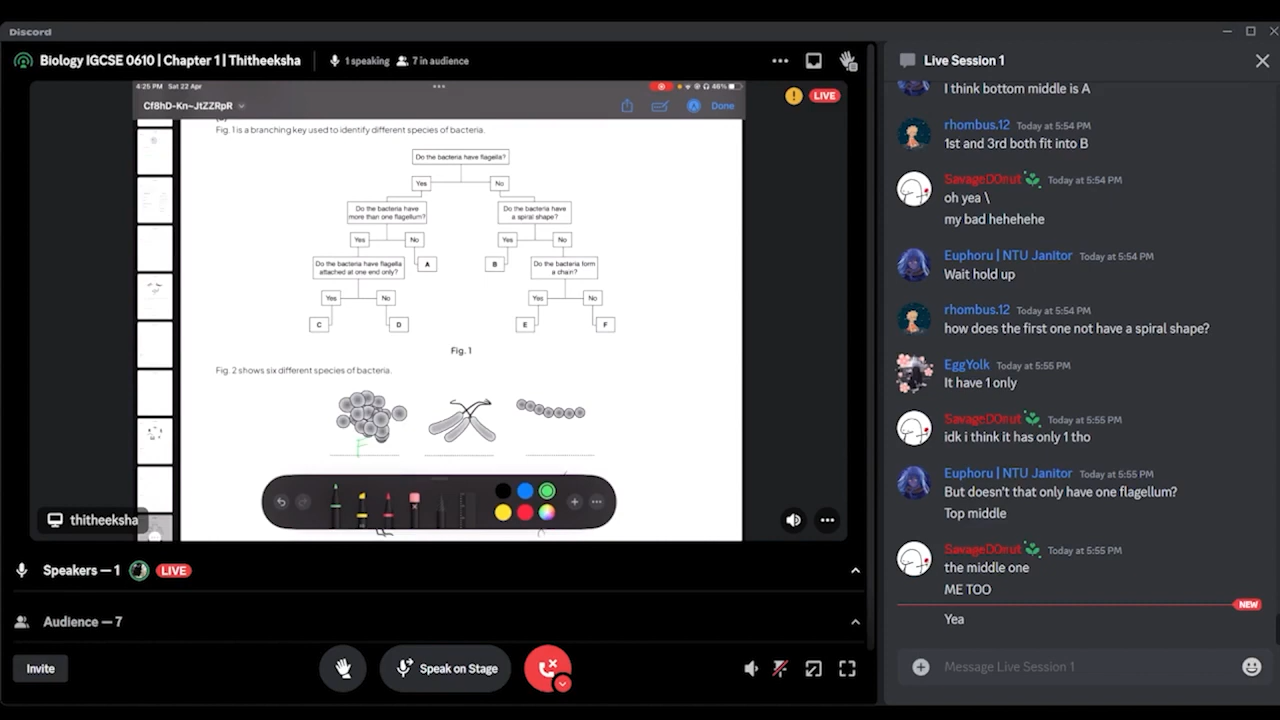 Discord
Biology IGCSE 0610 | Chapter 1 | Thitheeksha
1 speaking
7 in audience
4:25 PM Sat 22 Apr
46%
Cf8hD-Kn~JtZZRpR
Done
LIVE
Fig. 1 is a branching key used to identify different species of bacteria.
Do the bacteria have flagella?
Yes
No
Do the bacteria have
more than one flagellum?
Do the bacteria have
a spiral shape?
Yes
No
Yes
No
Do the bacteria have flagella
attached at one end only?
A
B
Do the bacteria form
a chain?
Yes
No
Yes
No
C
D
E
F
Fig. 1
Fig. 2 shows six different species of bacteria.
F
thitheeksha
Speakers — 1
LIVE
Audience — 7
Invite
Speak on Stage
Live Session 1
I think bottom middle is A
rhombus.12 Today at 5:54 PM
1st and 3rd both fit into B
SavageD0nut Today at 5:54 PM
oh yea \
my bad hehehehe
Euphoru | NTU Janitor Today at 5:54 PM
Wait hold up
rhombus.12 Today at 5:54 PM
how does the first one not have a spiral shape?
EggYolk Today at 5:55 PM
It have 1 only
SavageD0nut Today at 5:55 PM
idk i think it has only 1 tho
Euphoru | NTU Janitor Today at 5:55 PM
But doesn't that only have one flagellum?
Top middle
SavageD0nut Today at 5:55 PM
the middle one
ME TOO
NEW
Yea
Message Live Session 1